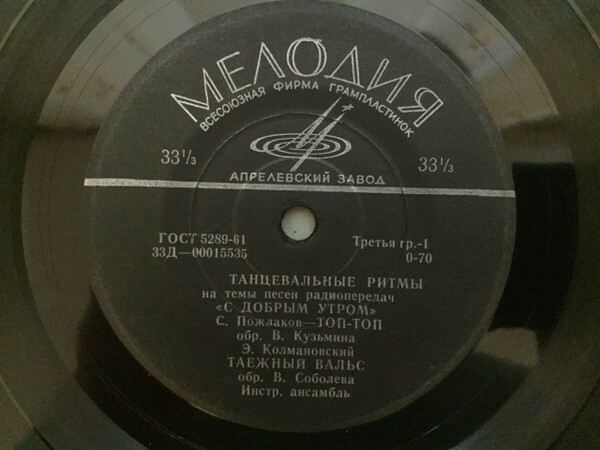 МЕЛОДИЯ
ВСЕСОЮЗНАЯ ФИРМА ГРАМПЛАСТИНОК
33⅓ 33⅓
АПРЕЛЕВСКИЙ ЗАВОД
ГОСТ 5289-61 Третья гр.-1
33Д—00015535 0-70
ТАНЦЕВАЛЬНЫЕ РИТМЫ
на темы песен радиопередач
«С ДОБРЫМ УТРОМ»
С. Пожлаков—ТОП-ТОП
обр. В. Кузьмина
Э. Колмановский
ТАЕЖНЫЙ ВАЛЬС
обр. В. Соболева
Инстр. ансамбль